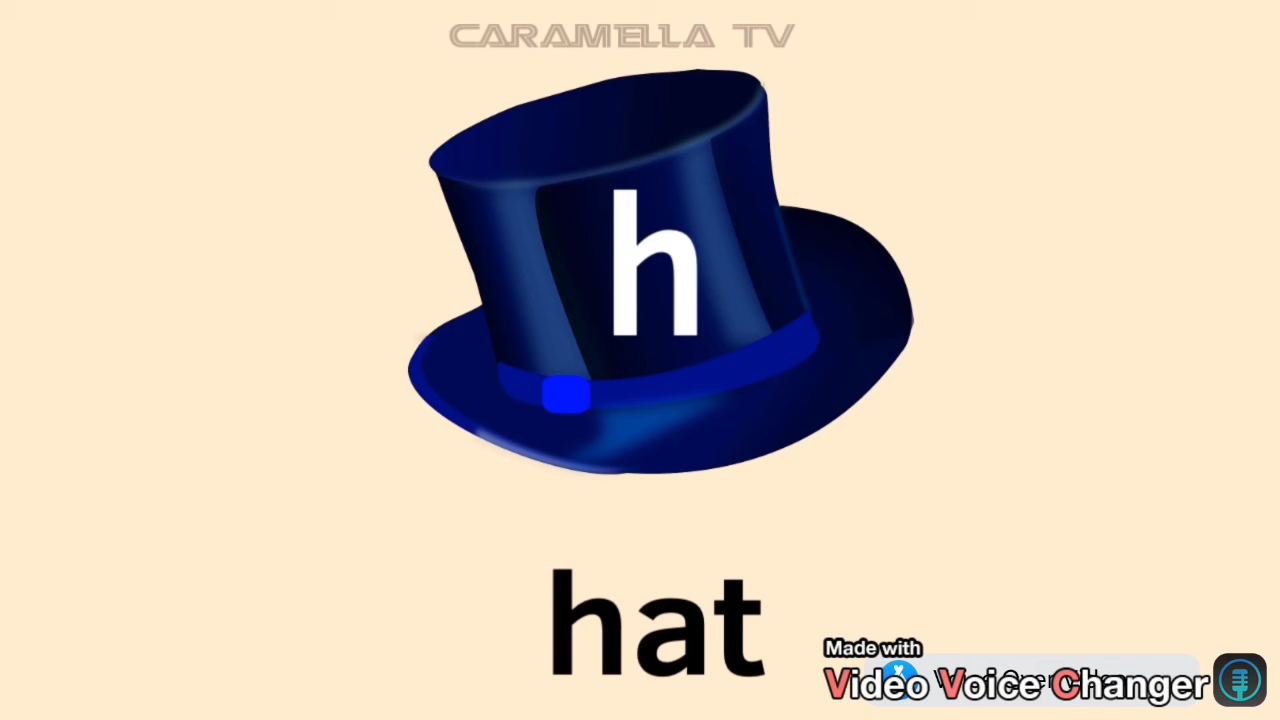 CARAMELLA TV
h
hat
Made with
Video Voice Changer